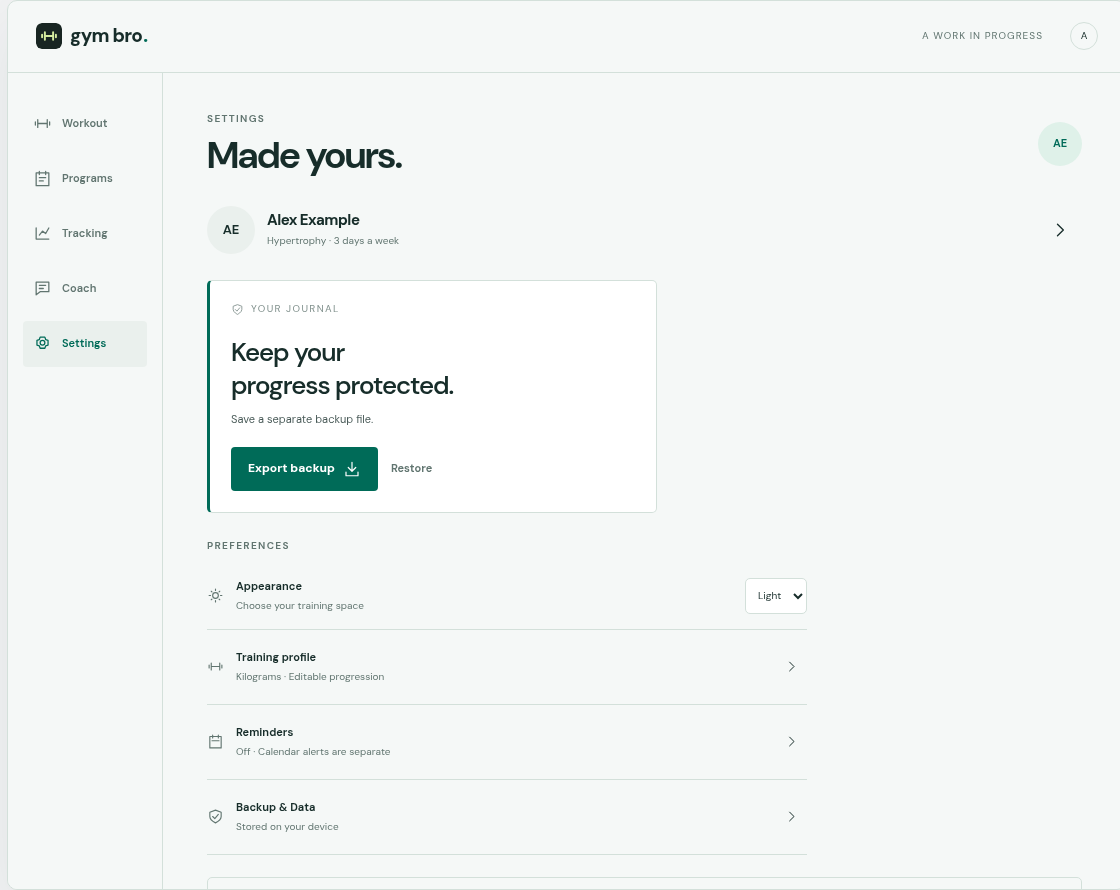 gym bro.
A WORK IN PROGRESS
A
Workout
Programs
Tracking
Coach
Settings
SETTINGS
Made yours.
AE
AE
Alex Example
Hypertrophy · 3 days a week
YOUR JOURNAL
Keep your
progress protected.
Save a separate backup file.
Export backup
Restore
PREFERENCES
Appearance
Choose your training space
Light
Training profile
Kilograms · Editable progression
Reminders
Off · Calendar alerts are separate
Backup & Data
Stored on your device